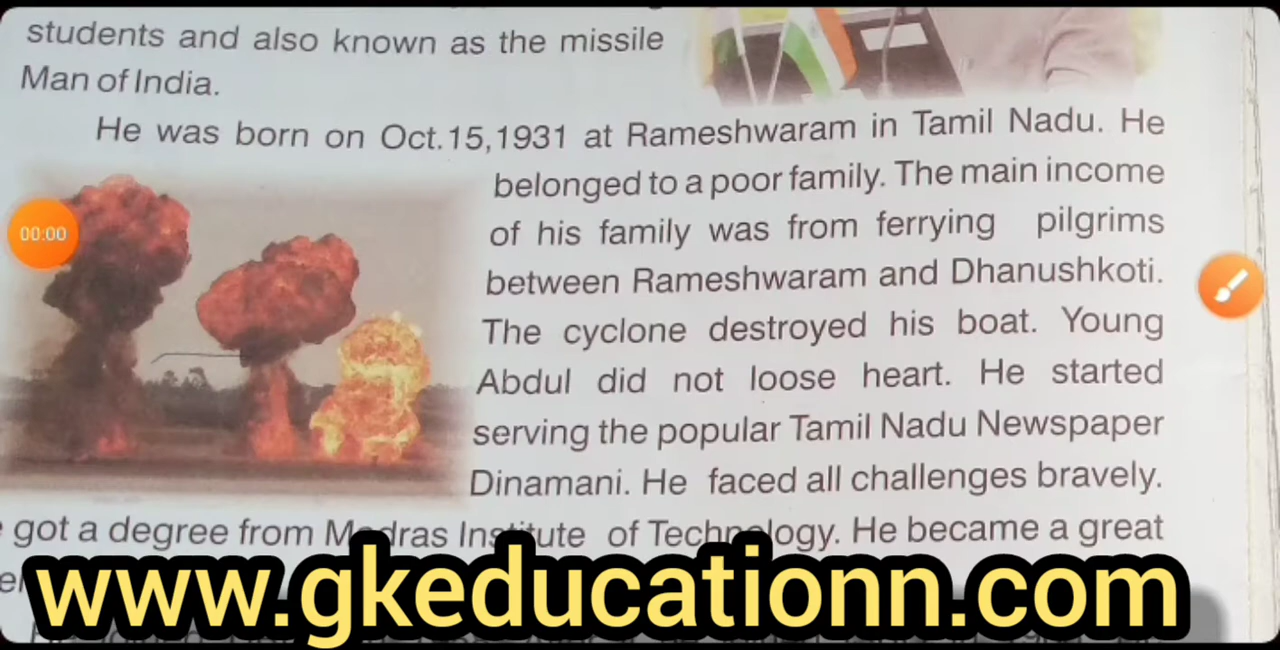 students and also known as the missile
Man of India.
He was born on Oct.15,1931 at Rameshwaram in Tamil Nadu. He
belonged to a poor family. The main income
of his family was from ferrying pilgrims
between Rameshwaram and Dhanushkoti.
00:00
The cyclone destroyed his boat. Young
Abdul did not loose heart. He started
serving the popular Tamil Nadu Newspaper
Dinamani. He faced all challenges bravely.
got a degree from Madras Institute of Technology. He became a great
www.gkeducationn.com